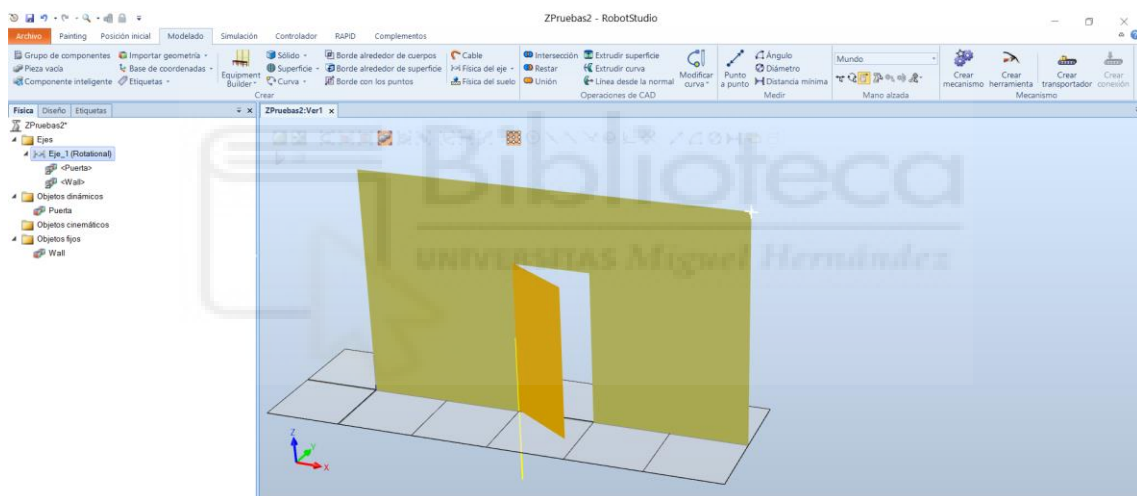 ZPruebas2 - RobotStudio
Archivo Painting Posición inicial Modelado Simulación Controlador RAPID Complementos
Grupo de componentes
Pieza vacía
Componente inteligente
Importar geometría
Base de coordenadas
Etiquetas
Equipment
Builder
Sólido
Superficie
Curva
Borde alrededor de cuerpos
Borde alrededor de superficie
Borde con los puntos
Cable
Física del eje
Física del suelo
Crear
Intersección
Restar
Unión
Extrudir superficie
Extrudir curva
Línea desde la normal
Modificar
curva
Operaciones de CAD
Punto
a punto
Ángulo
Diámetro
Distancia mínima
Medir
Mundo
Mano alzada
Crear
mecanismo
Crear
herramienta
Crear
transportador
Crear
conexión
Mecanismo
Física Diseño Etiquetas
ZPruebas2:Ver1
ZPruebas2*
Ejes
Eje_1 (Rotational)
<Puerta>
<Wall>
Objetos dinámicos
Puerta
Objetos cinemáticos
Objetos fijos
Wall
Biblioteca
UNIVERSITAS Miguel Hernández
Z
Y
X